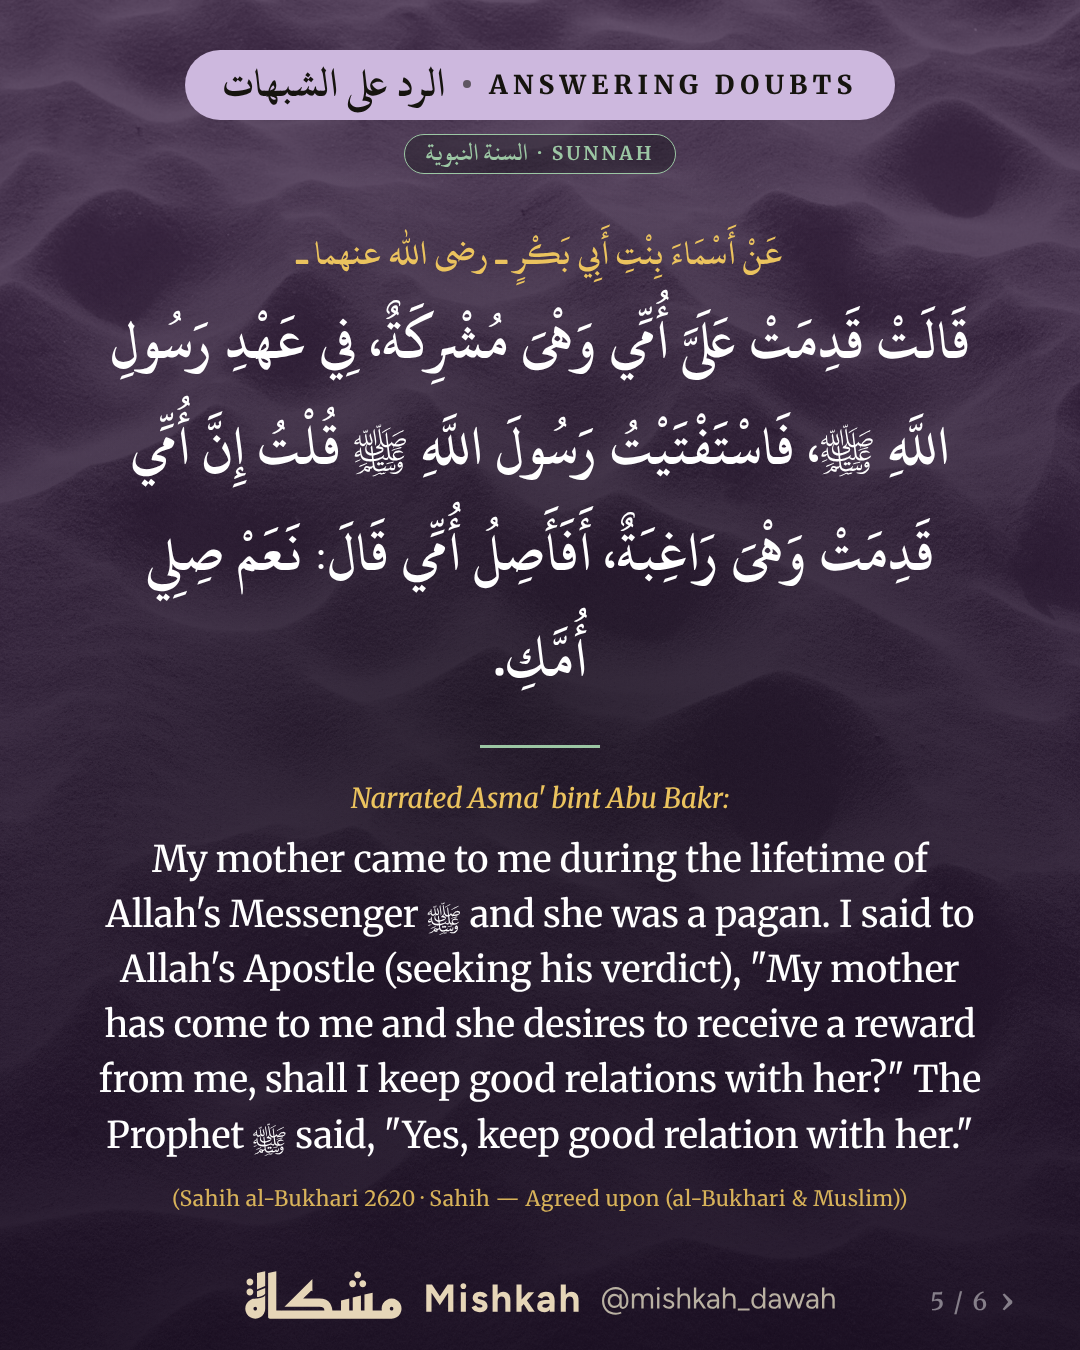 الرد على الشبهات • ANSWERING DOUBTS
السنة النبوية · SUNNAH
عَنْ أَسْمَاءَ بِنْتِ أَبِي بَكْرٍ ـ رضى الله عنهما ـ
قَالَتْ قَدِمَتْ عَلَىَّ أُمِّي وَهْىَ مُشْرِكَةٌ، فِي عَهْدِ رَسُولِ
اللَّهِ ﷺ، فَاسْتَفْتَيْتُ رَسُولَ اللَّهِ ﷺ قُلْتُ إِنَّ أُمِّي
قَدِمَتْ وَهْىَ رَاغِبَةٌ، أَفَأَصِلُ أُمِّي قَالَ: نَعَمْ صِلِي
أُمَّكِ.
Narrated Asma' bint Abu Bakr:
My mother came to me during the lifetime of
Allah's Messenger ﷺ and she was a pagan. I said to
Allah's Apostle (seeking his verdict), "My mother
has come to me and she desires to receive a reward
from me, shall I keep good relations with her?" The
Prophet ﷺ said, "Yes, keep good relation with her."
(Sahih al-Bukhari 2620 · Sahih — Agreed upon (al-Bukhari & Muslim))
مشكاة Mishkah @mishkah_dawah
5 / 6 ›